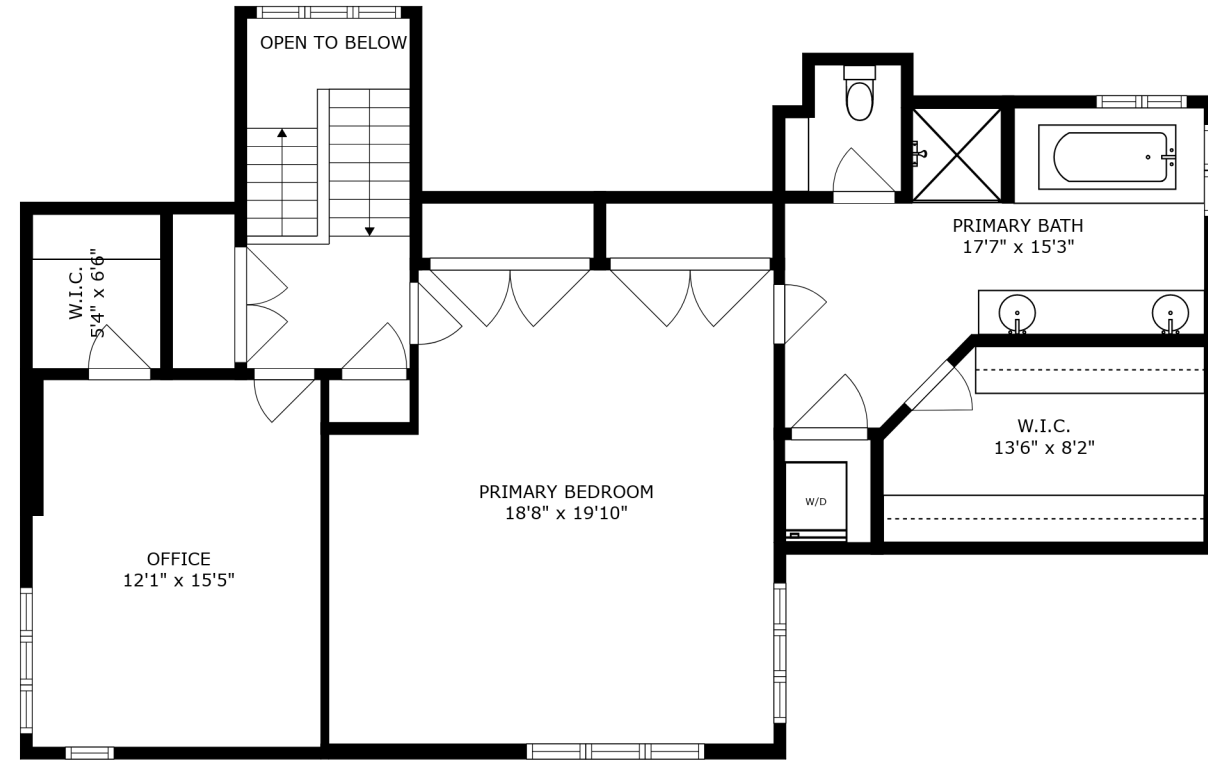 OPEN TO BELOW
PRIMARY BATH
17'7" x 15'3"
W.I.C.
5'4" x 6'6"
W.I.C.
13'6" x 8'2"
PRIMARY BEDROOM
18'8" x 19'10"
W/D
OFFICE
12'1" x 15'5"